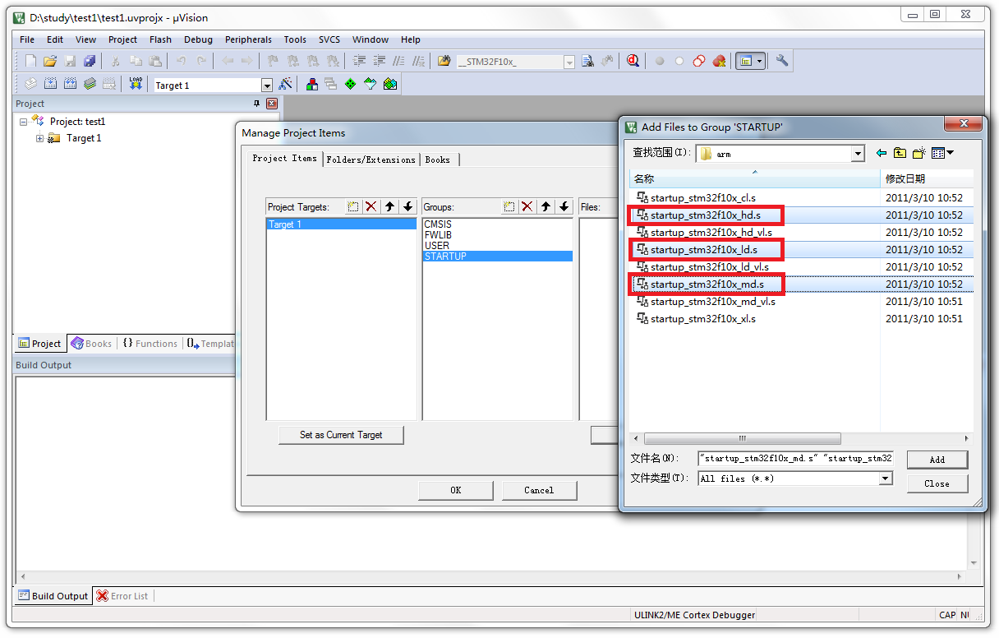 D:\study\test1\test1.uvprojx - µVision
File Edit View Project Flash Debug Peripherals Tools SVCS Window Help
__STM32F10x_
LOAD Target 1
Project
Project: test1
Target 1
Project Books {} Functions Templat
Manage Project Items
Project Items Folders/Extensions Books
Project Targets:
Target 1
Set as Current Target
Groups:
CMSIS
FWLIB
USER
STARTUP
Files:
OK Cancel
Add Files to Group 'STARTUP'
查找范围(I): arm
名称 修改日期
startup_stm32f10x_cl.s 2011/3/10 10:52
startup_stm32f10x_hd.s 2011/3/10 10:52
startup_stm32f10x_hd_vl.s 2011/3/10 10:52
startup_stm32f10x_ld.s 2011/3/10 10:52
startup_stm32f10x_ld_vl.s 2011/3/10 10:52
startup_stm32f10x_md.s 2011/3/10 10:52
startup_stm32f10x_md_vl.s 2011/3/10 10:51
startup_stm32f10x_xl.s 2011/3/10 10:51
文件名(N): "startup_stm32f10x_md.s" "startup_stm32 Add
文件类型(T): All files (*.*) Close
Build Output
Build Output Error List
ULINK2/ME Cortex Debugger CAP NU